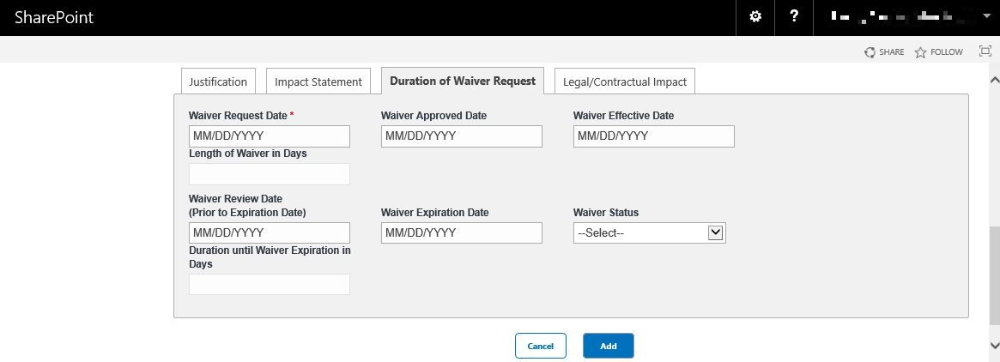 SharePoint
?
SHARE FOLLOW
Justification Impact Statement Duration of Waiver Request Legal/Contractual Impact
Waiver Request Date * Waiver Approved Date Waiver Effective Date
MM/DD/YYYY MM/DD/YYYY MM/DD/YYYY
Length of Waiver in Days
Waiver Review Date
(Prior to Expiration Date) Waiver Expiration Date Waiver Status
MM/DD/YYYY MM/DD/YYYY --Select--
Duration until Waiver Expiration in
Days
Cancel Add